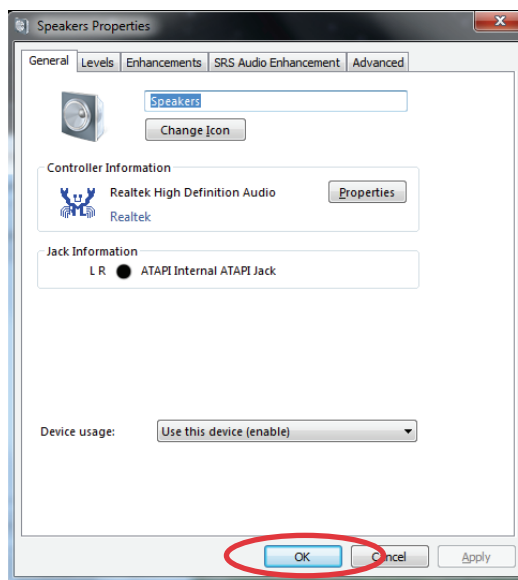 Speakers Properties
General Levels Enhancements SRS Audio Enhancement Advanced
Speakers
Change Icon
Controller Information
Realtek High Definition Audio Properties
Realtek
Jack Information
L R ATAPI Internal ATAPI Jack
Device usage: Use this device (enable)
OK Cancel Apply